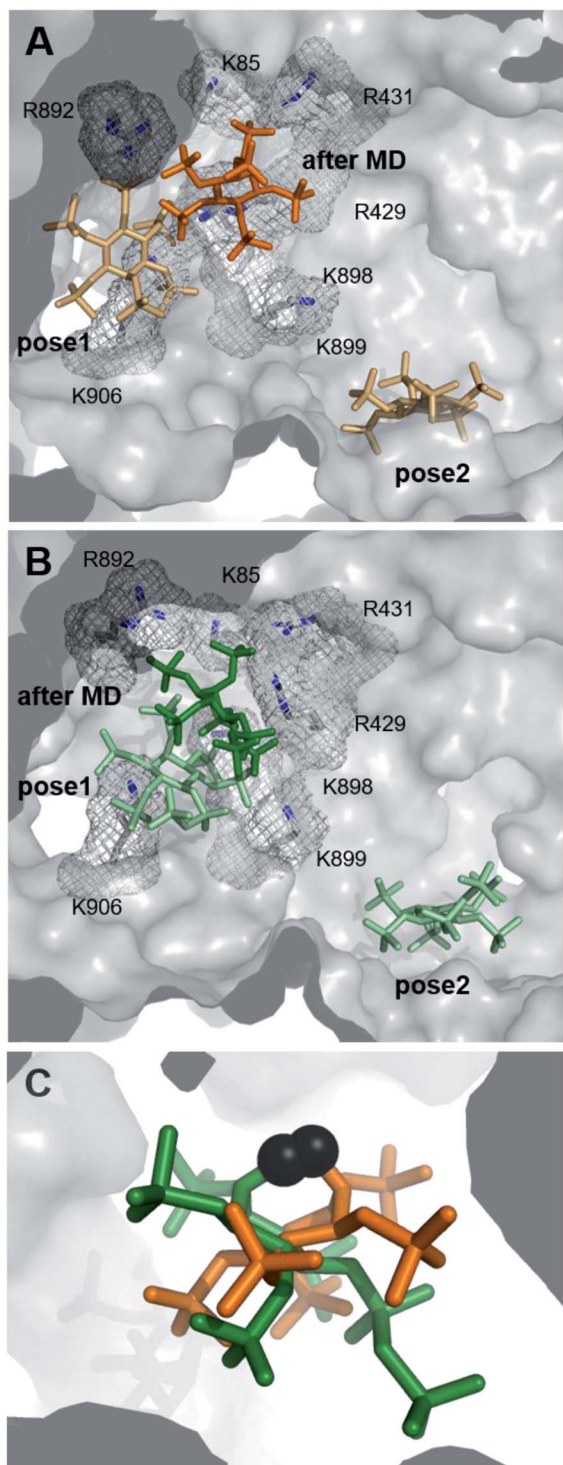 A
K85
R892
R431
after MD
R429
K898
pose1
K899
K906
pose2
B
R892
K85
R431
after MD
R429
pose1
K898
K899
K906
pose2
C